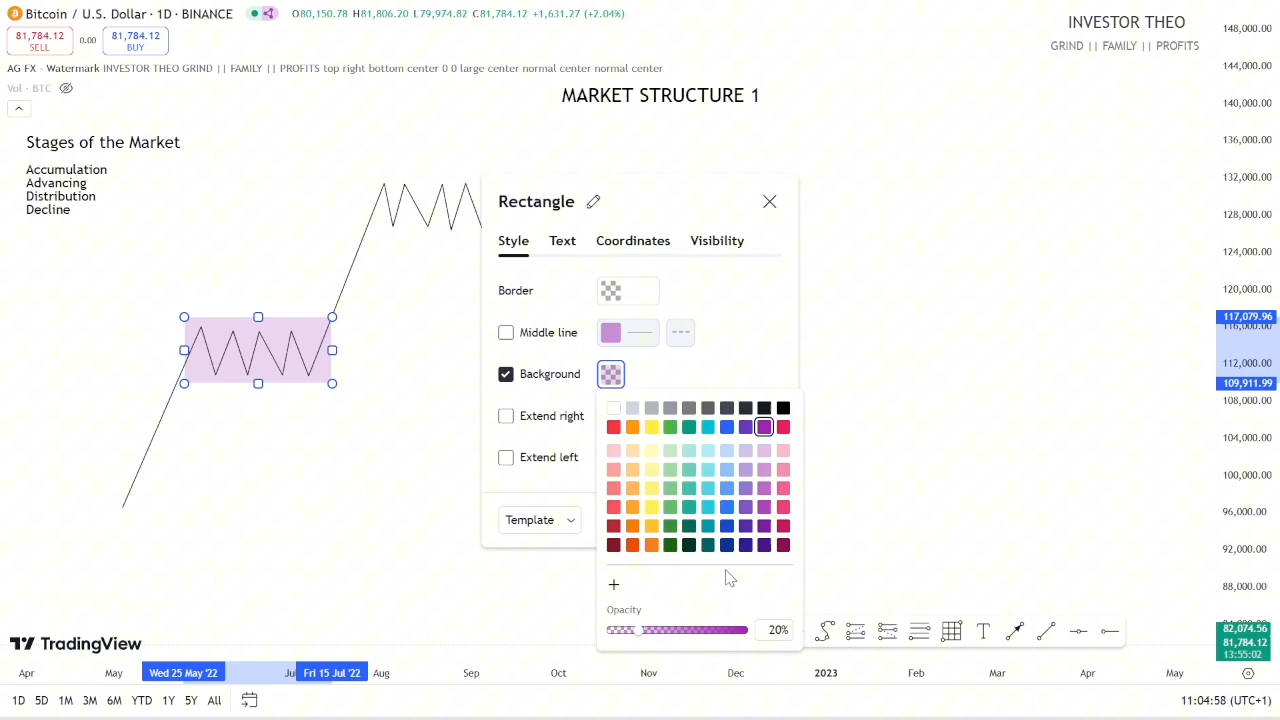 Bitcoin / U.S. Dollar · 1D · BINANCE O80,150.78 H81,806.20 L79,974.82 C81,784.12 +1,631.27 (+2.04%)
81,784.12 SELL 0.00 81,784.12 BUY
AG FX - Watermark INVESTOR THEO GRIND || FAMILY || PROFITS top right bottom center 0 0 large center normal center normal center
Vol · BTC
INVESTOR THEO
GRIND || FAMILY || PROFITS
MARKET STRUCTURE 1
Stages of the Market
Accumulation
Advancing
Distribution
Decline
Rectangle
Style Text Coordinates Visibility
Border
Middle line
Background
Extend right
Extend left
Template
+
Opacity
20%
148,000.00
144,000.00
140,000.00
136,000.00
132,000.00
128,000.00
124,000.00
120,000.00
117,079.96
116,000.00
112,000.00
109,911.99
108,000.00
104,000.00
100,000.00
96,000.00
92,000.00
88,000.00
82,074.56
81,784.12
13:55:02
TradingView
Apr May Wed 25 May '22 Fri 15 Jul '22 Aug Sep Oct Nov Dec 2023 Feb Mar Apr May
1D 5D 1M 3M 6M YTD 1Y 5Y All 11:04:58 (UTC+1)